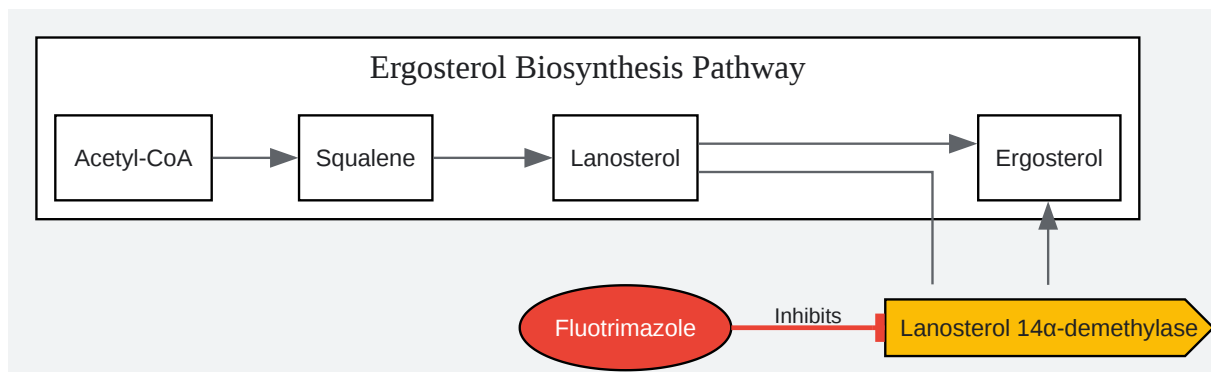 Ergosterol Biosynthesis Pathway
Acetyl-CoA
Squalene
Lanosterol
Ergosterol
Fluotrimazole
Inhibits
Lanosterol 14α-demethylase